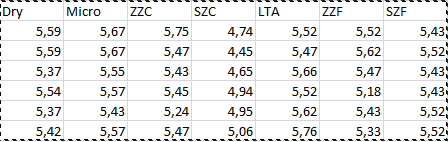 Dry Micro ZZC SZC LTA ZZF SZF
5,59 5,67 5,75 4,74 5,52 5,52 5,43
5,59 5,67 5,47 4,45 5,47 5,62 5,52
5,37 5,55 5,43 4,65 5,66 5,47 5,43
5,54 5,57 5,45 4,94 5,52 5,18 5,43
5,37 5,43 5,24 4,95 5,62 5,43 5,52
5,42 5,57 5,47 5,06 5,76 5,33 5,52